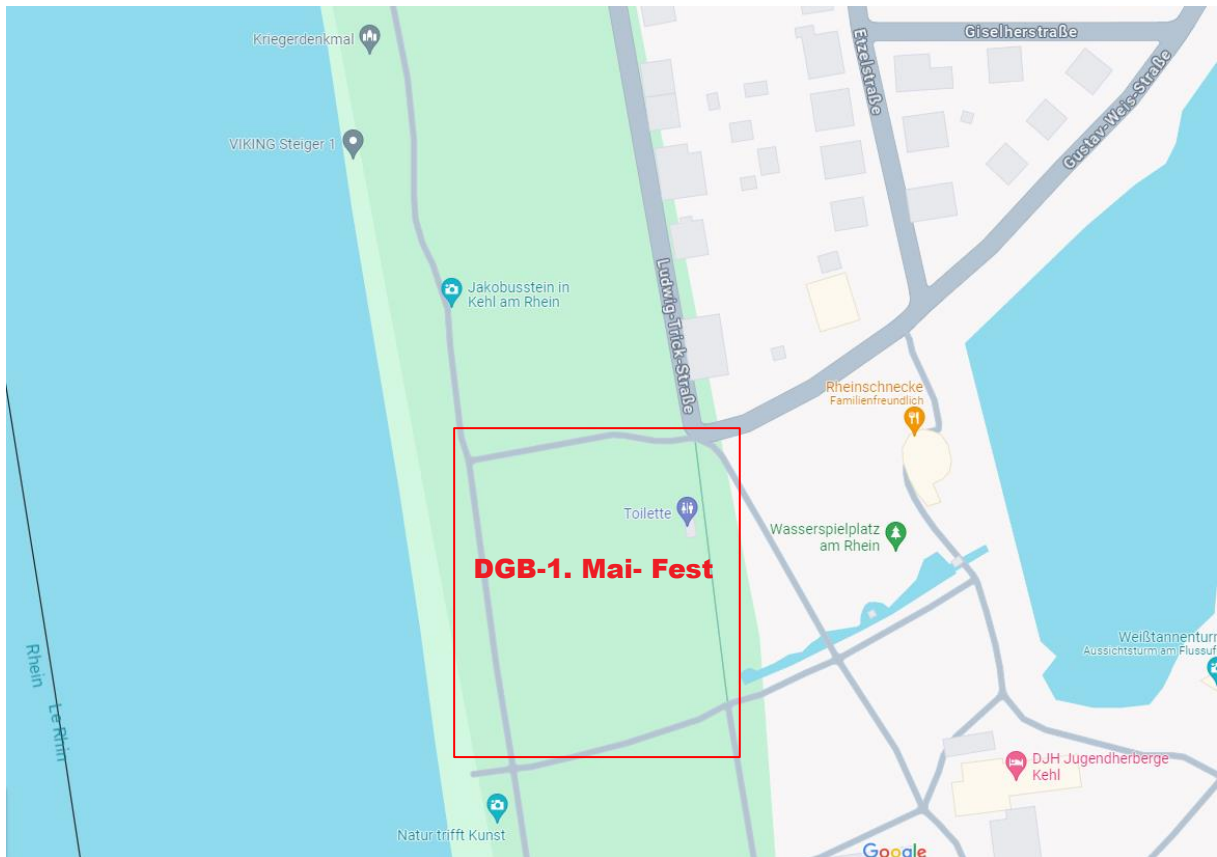 Kriegerdenkmal
Giselherstraße
Etzelstraße
Gustav-Weis-Straße
VIKING Steiger 1
Jakobusstein in
Kehl am Rhein
Ludwig-Trick-Straße
Rheinschnecke
Familienfreundlich
Toilette
Wasserspielplatz
am Rhein
DGB-1. Mai- Fest
Weißtannenturm
Aussichtsturm am Flussuf
Rhein
Le Rhin
DJH Jugendherberge
Kehl
Natur trifft Kunst
Google